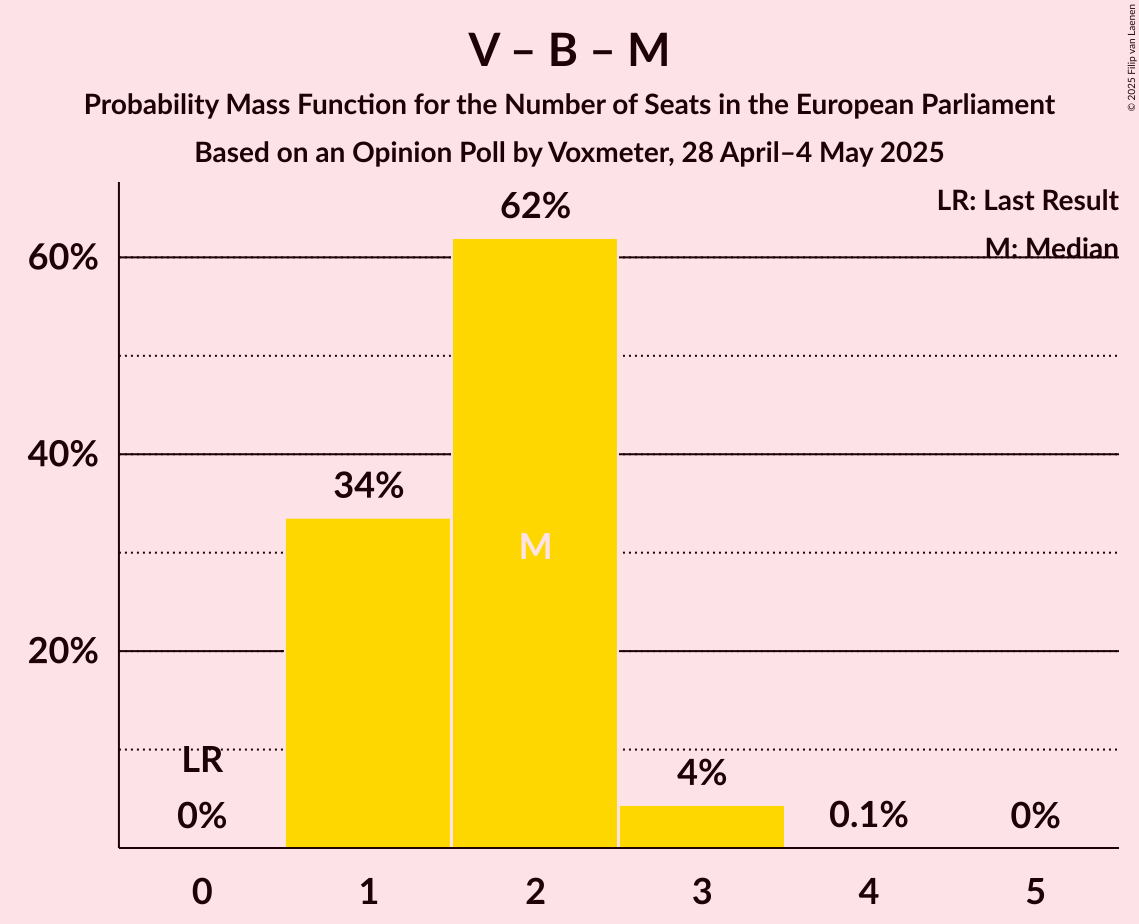 V – B – M
Probability Mass Function for the Number of Seats in the European Parliament
Based on an Opinion Poll by Voxmeter, 28 April–4 May 2025
© 2025 Filip van Laenen
LR: Last Result
M: Median
62%
60%
40%
34%
M
20%
LR
4%
0%
0.1%
0%
0 1 2 3 4 5